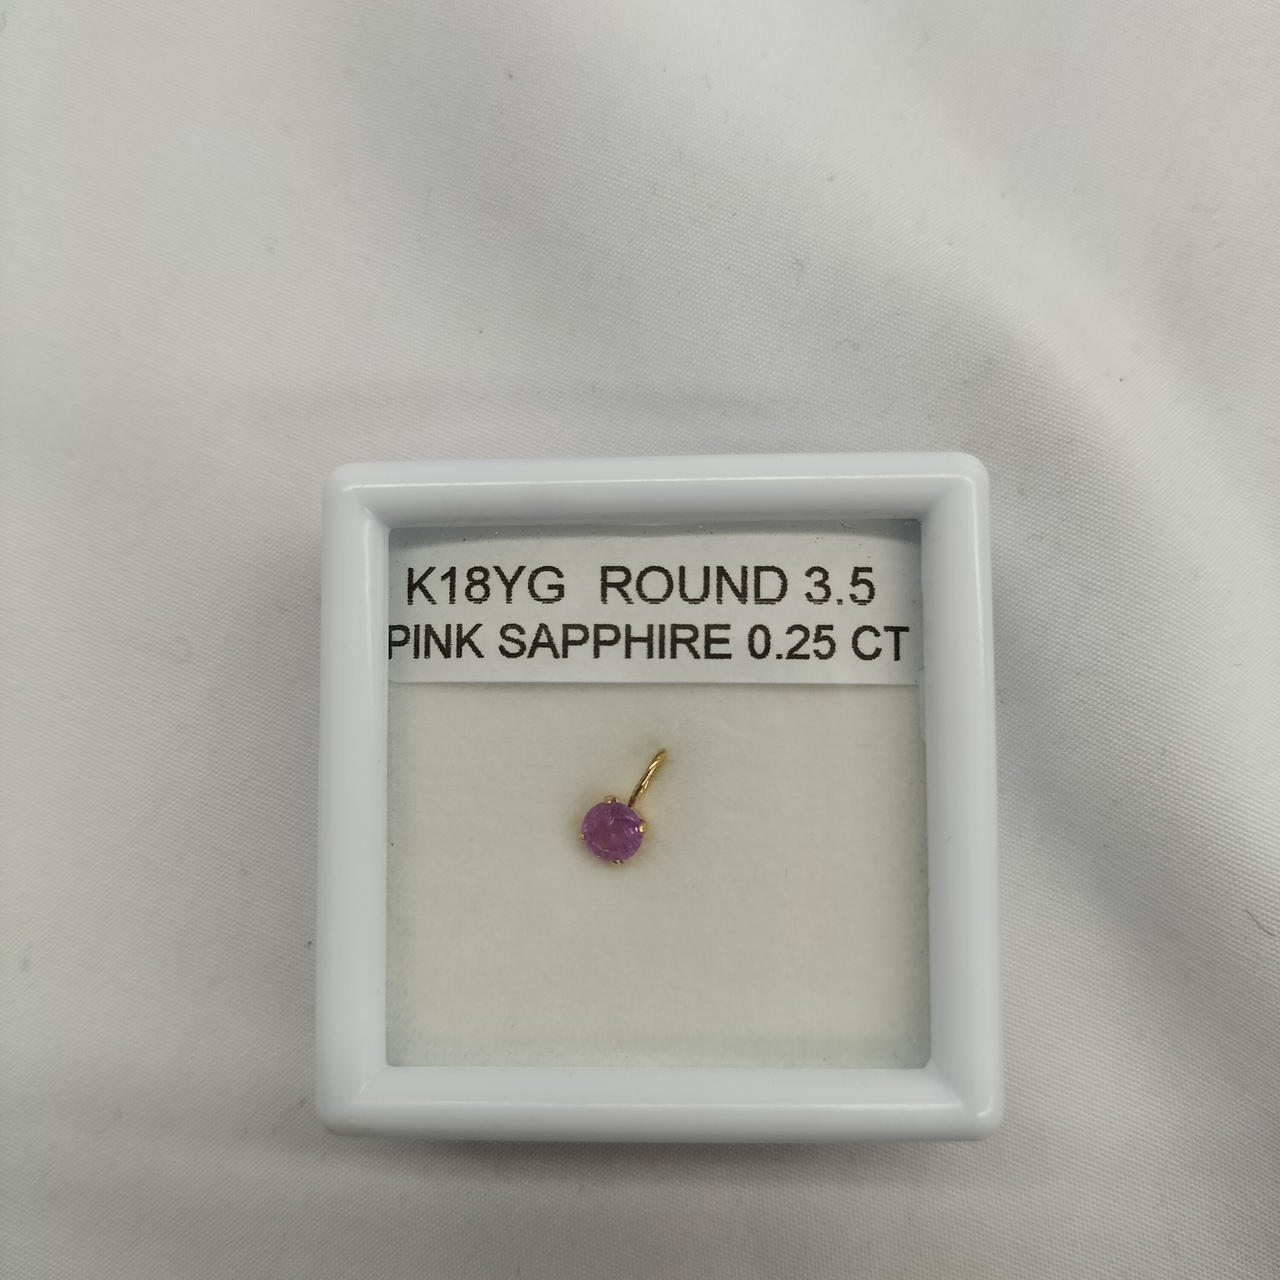 K18YG ROUND 3.5
PINK SAPPHIRE 0.25 CT